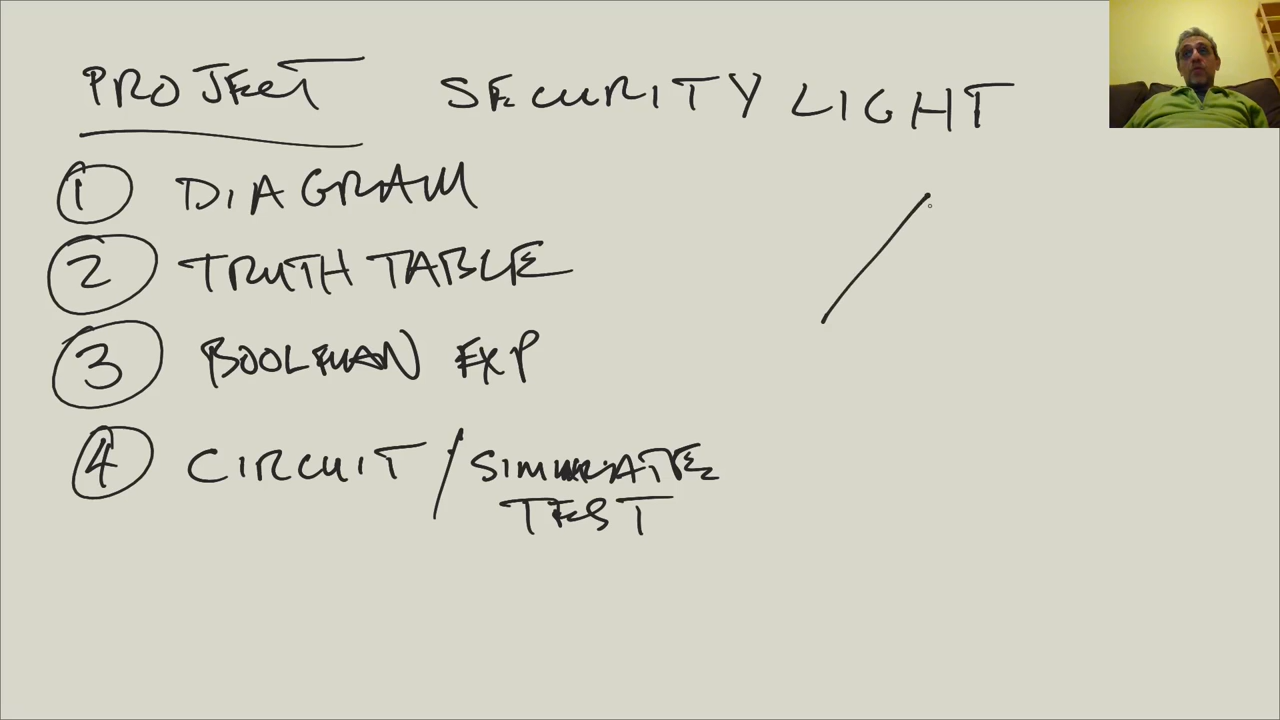 PROJECT SECURITY LIGHT
1 DIAGRAM
2 TRUTH TABLE
3 BOOLEAN EXP
4 CIRCUIT / SIMULATE
TEST